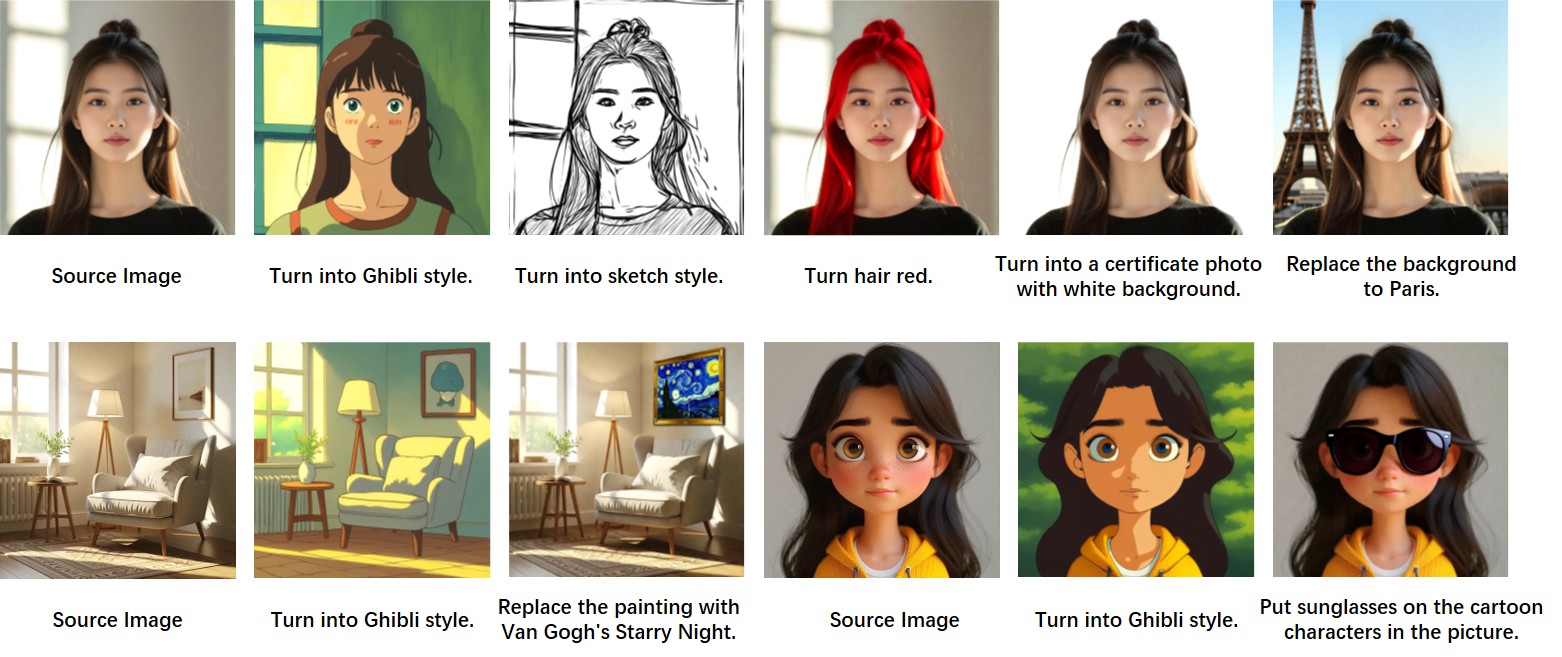 Source Image
Turn into Ghibli style.
Turn into sketch style.
Turn hair red.
Turn into a certificate photo
with white background.
Replace the background
to Paris.
Source Image
Turn into Ghibli style.
Replace the painting with
Van Gogh's Starry Night.
Source Image
Turn into Ghibli style.
Put sunglasses on the cartoon
characters in the picture.